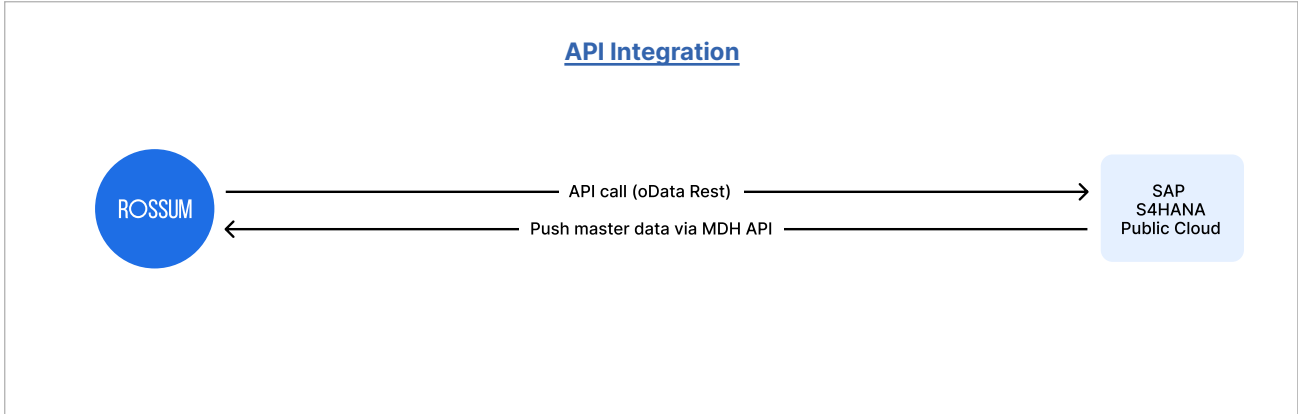 API Integration
ROSSUM
API call (oData Rest)
Push master data via MDH API
SAP
S4HANA
Public Cloud